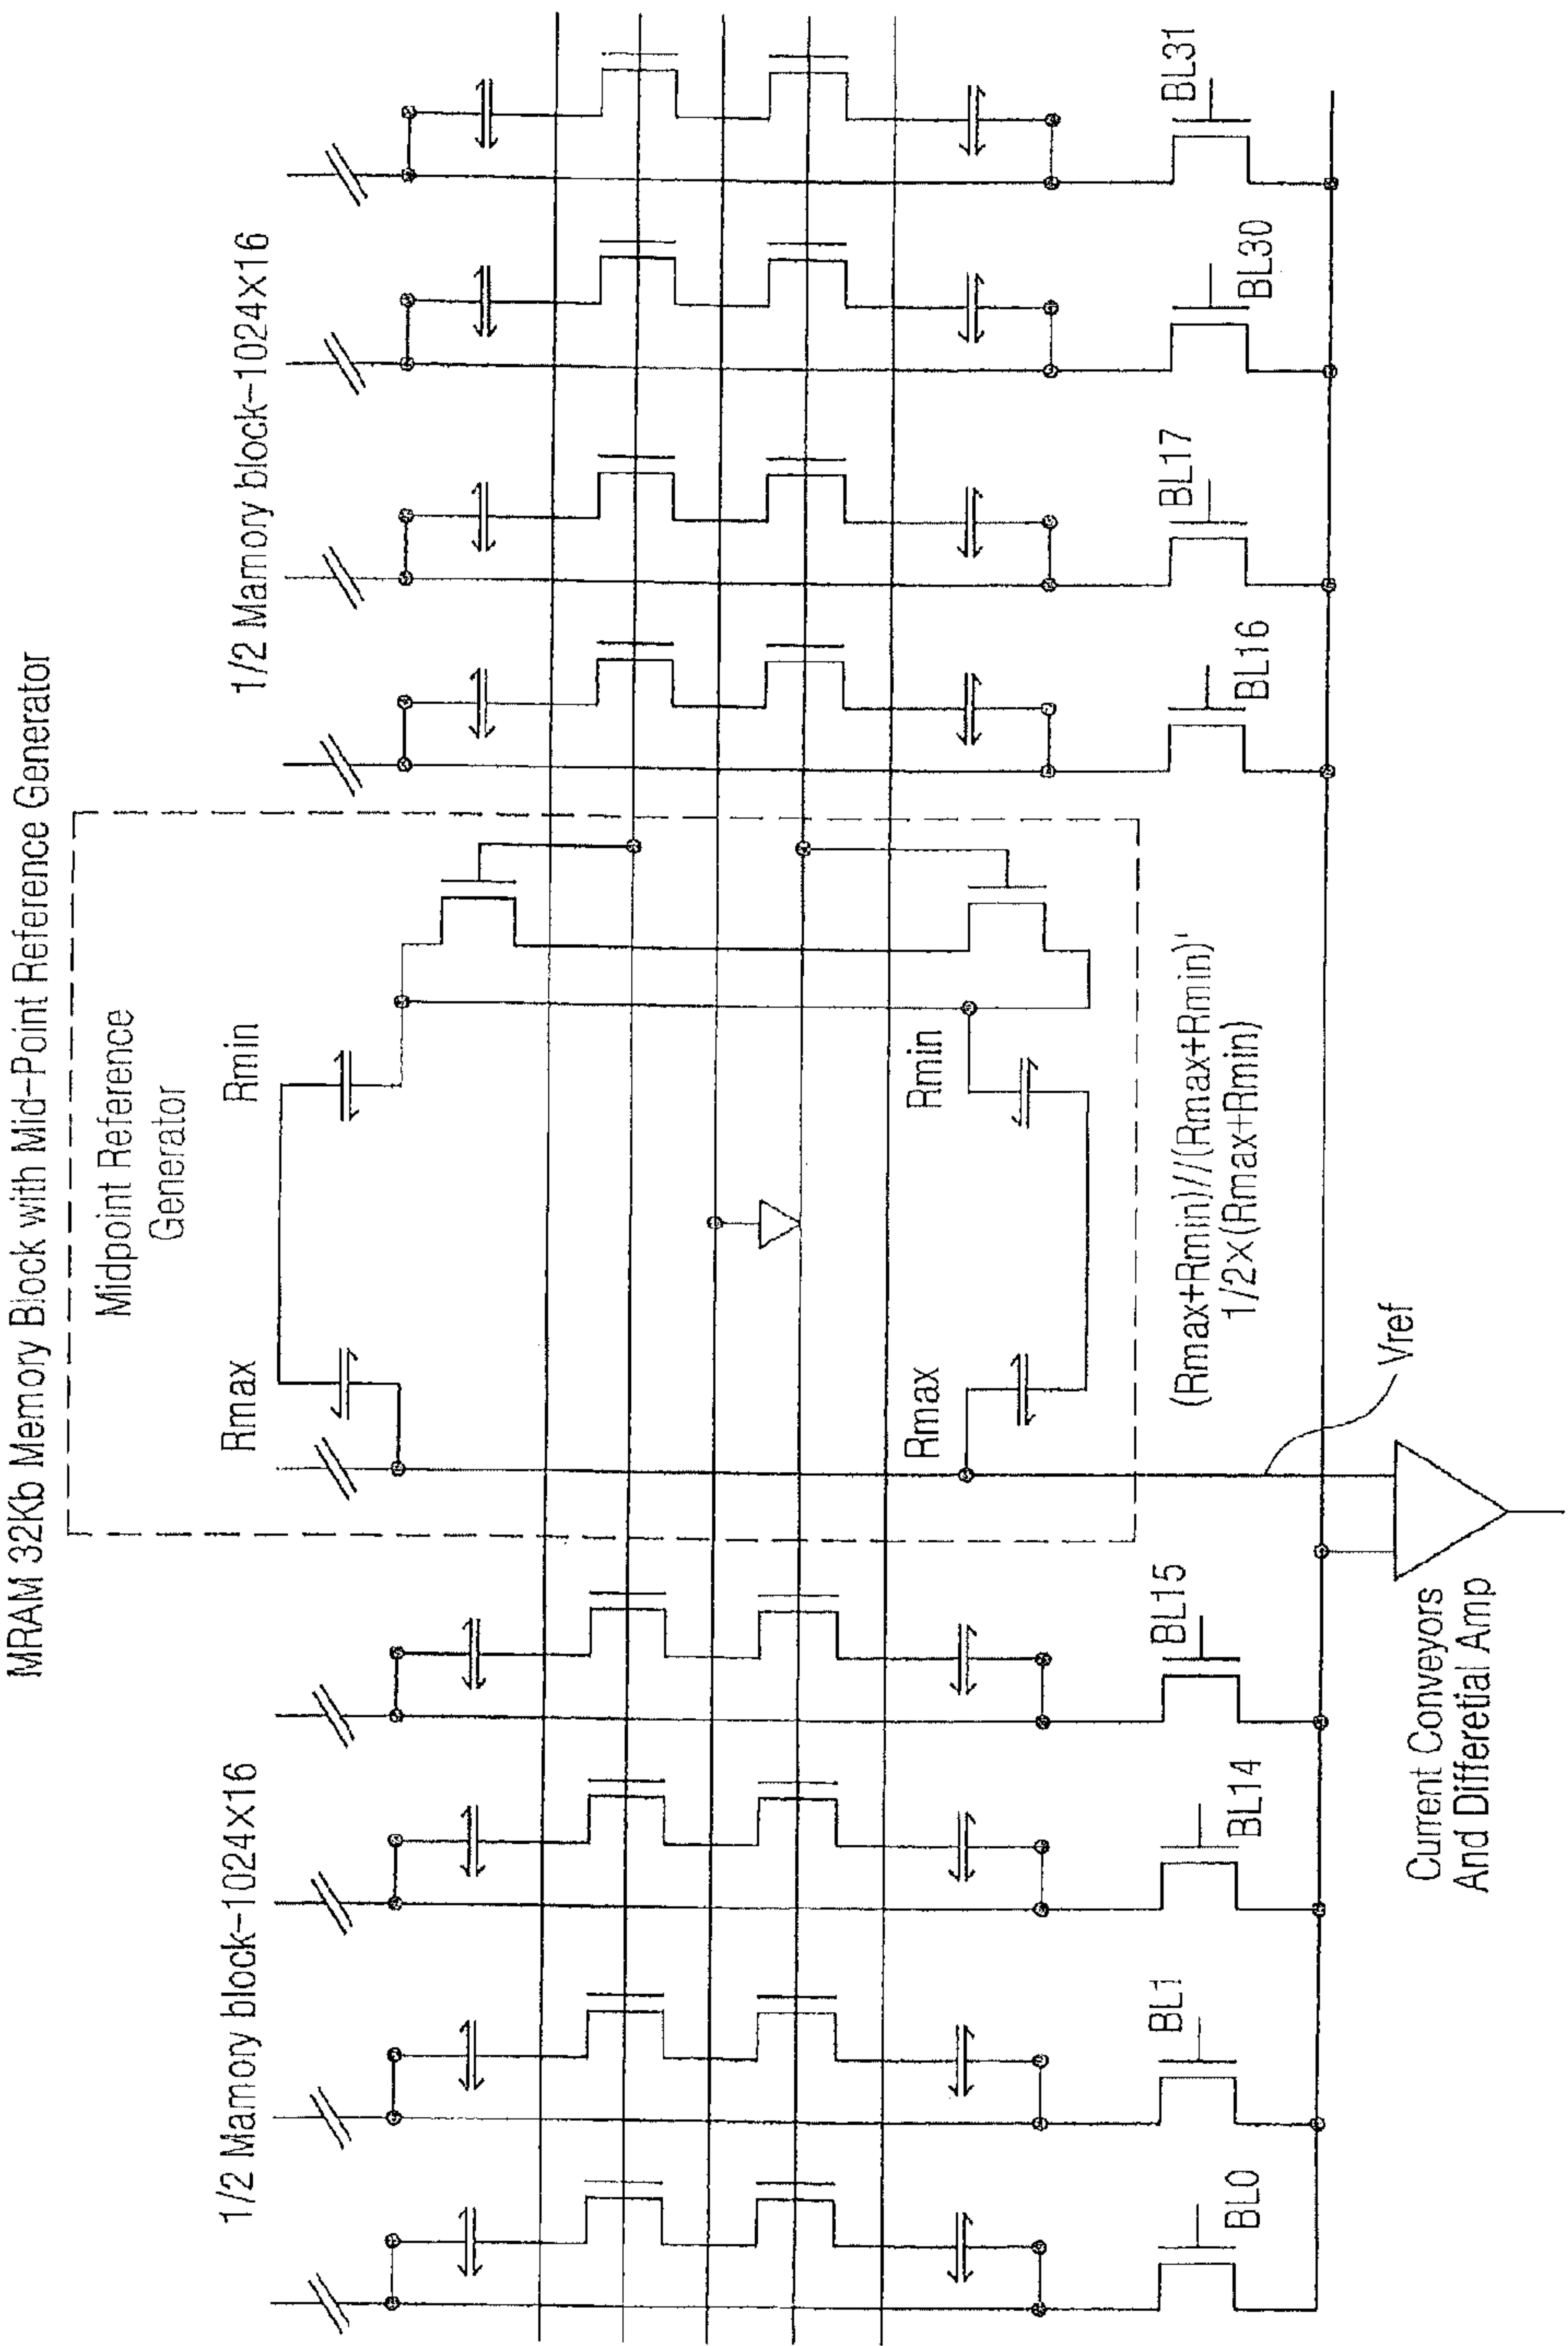 MRAM 32Kb Memory Block with Mid-Point Reference Generator
1/2 Mamory block-1024X16
Midpoint Reference
Generator
1/2 Mamory block-1024X16
Rmax
Rmin
Rmax
Rmin
(Rmax+Rmin)//(Rmax+Rmin)'
1/2X(Rmax+Rmin)
BL0
BL1
BL14
BL15
BL16
BL17
BL30
BL31
Vref
Current Conveyors
And Differetial Amp